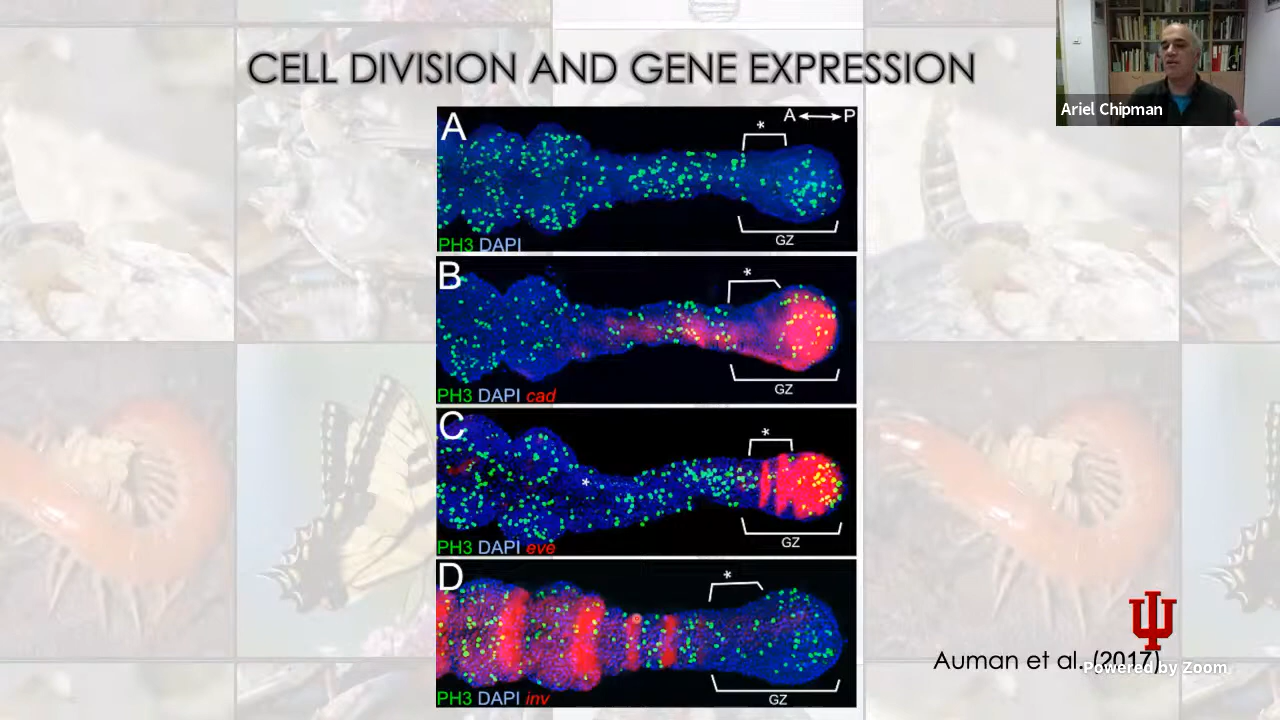 CELL DIVISION AND GENE EXPRESSION
Ariel Chipman
A
* A P
GZ
PH3 DAPI
B
*
GZ
PH3 DAPI cad
C
*
*
GZ
PH3 DAPI eve
D
*
GZ
PH3 DAPI inv
Auman et al. (2017)
Powered by Zoom